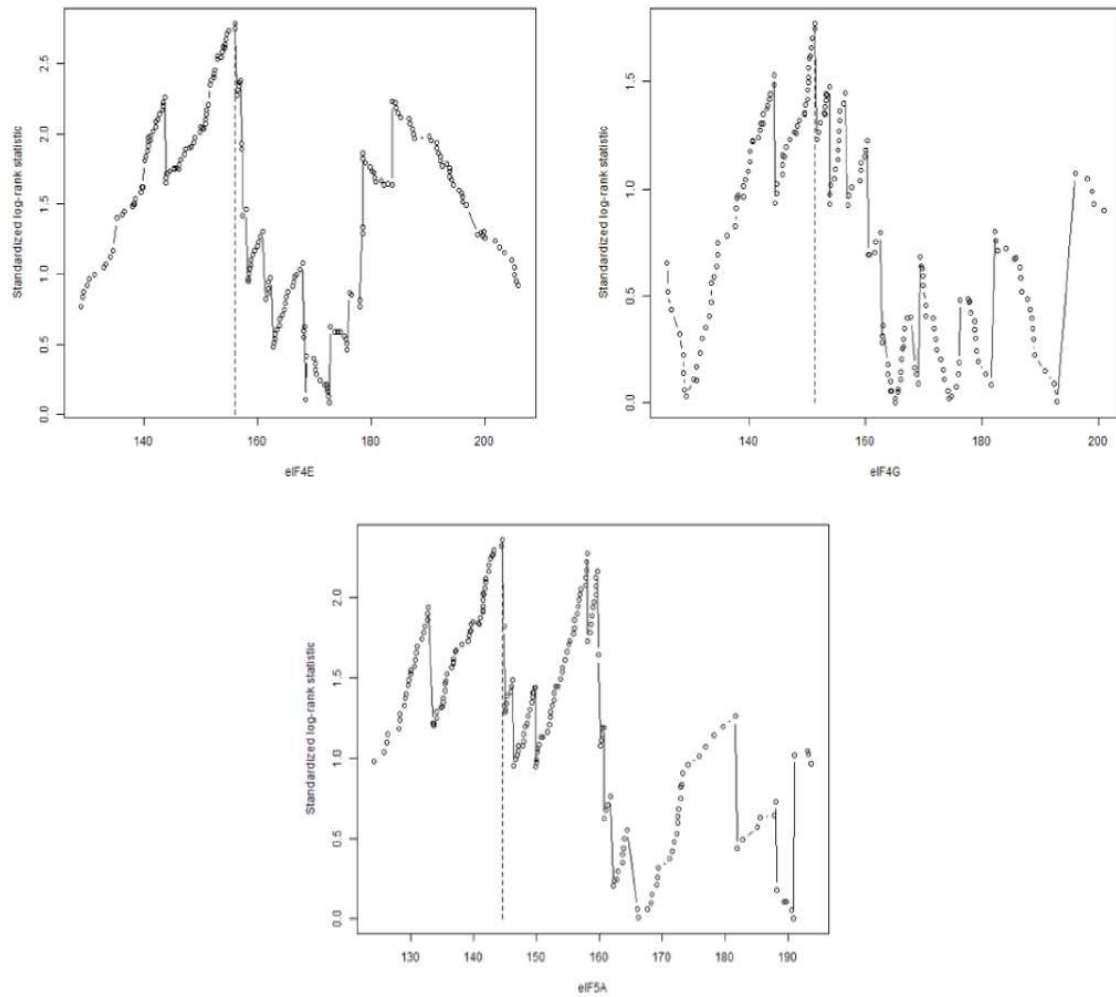 Standardized log-rank statistic
0.0 0.5 1.0 1.5 2.0 2.5
140 160 180 200
eIF4E
Standardized log-rank statistic
0.0 0.5 1.0 1.5
140 160 180 200
eIF4G
Standardized log-rank statistic
0.0 0.5 1.0 1.5 2.0
130 140 150 160 170 180 190
eIF5A